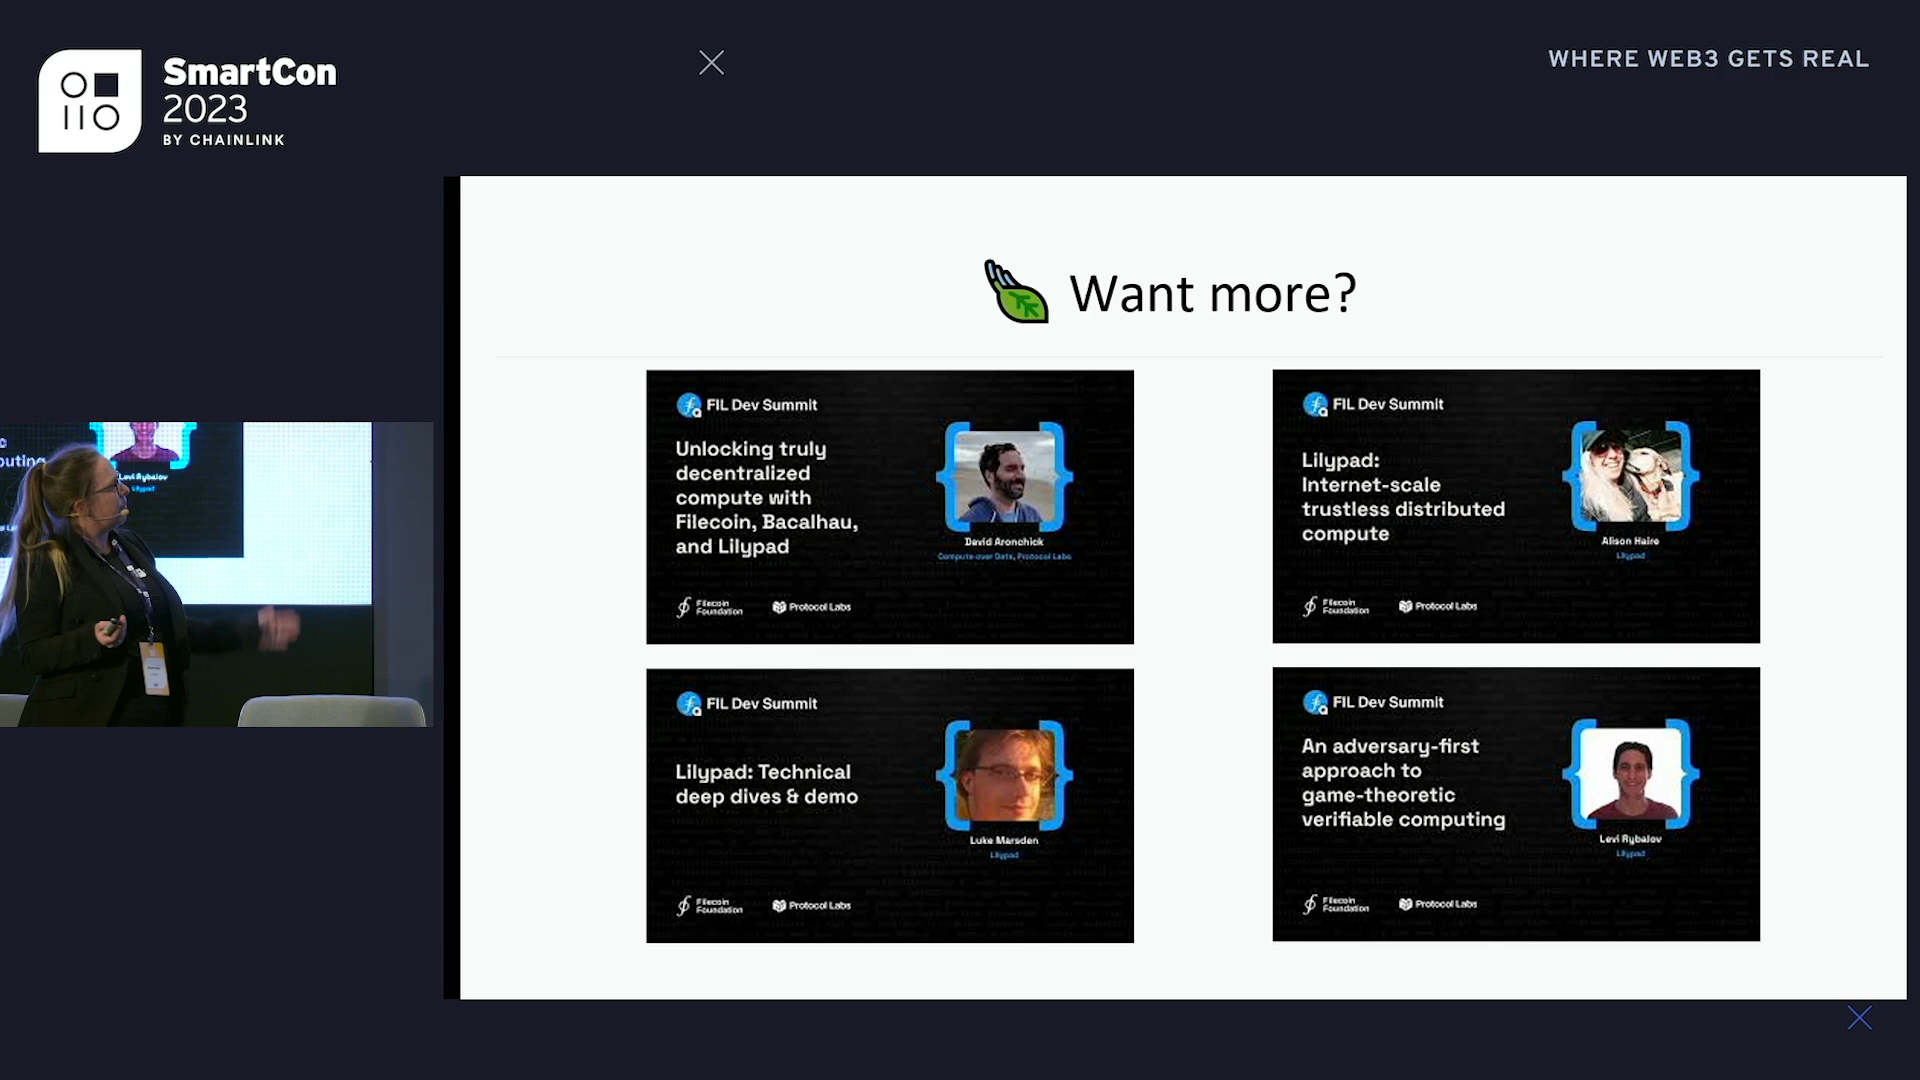 SmartCon
2023
BY CHAINLINK
WHERE WEB3 GETS REAL
Want more?
FIL Dev Summit
Unlocking truly
decentralized
compute with
Filecoin, Bacalhau,
and Lilypad
David Aronchick
Compute over Data, Protocol Labs
Filecoin
Foundation
Protocol Labs
FIL Dev Summit
Lilypad:
Internet-scale
trustless distributed
compute
Alison Haire
Lilypad
Filecoin
Foundation
Protocol Labs
FIL Dev Summit
Lilypad: Technical
deep dives & demo
Luke Marsden
Lilypad
Filecoin
Foundation
Protocol Labs
FIL Dev Summit
An adversary-first
approach to
game-theoretic
verifiable computing
Levi Rybalov
Lilypad
Filecoin
Foundation
Protocol Labs
Levi Rybalov
Lilypad